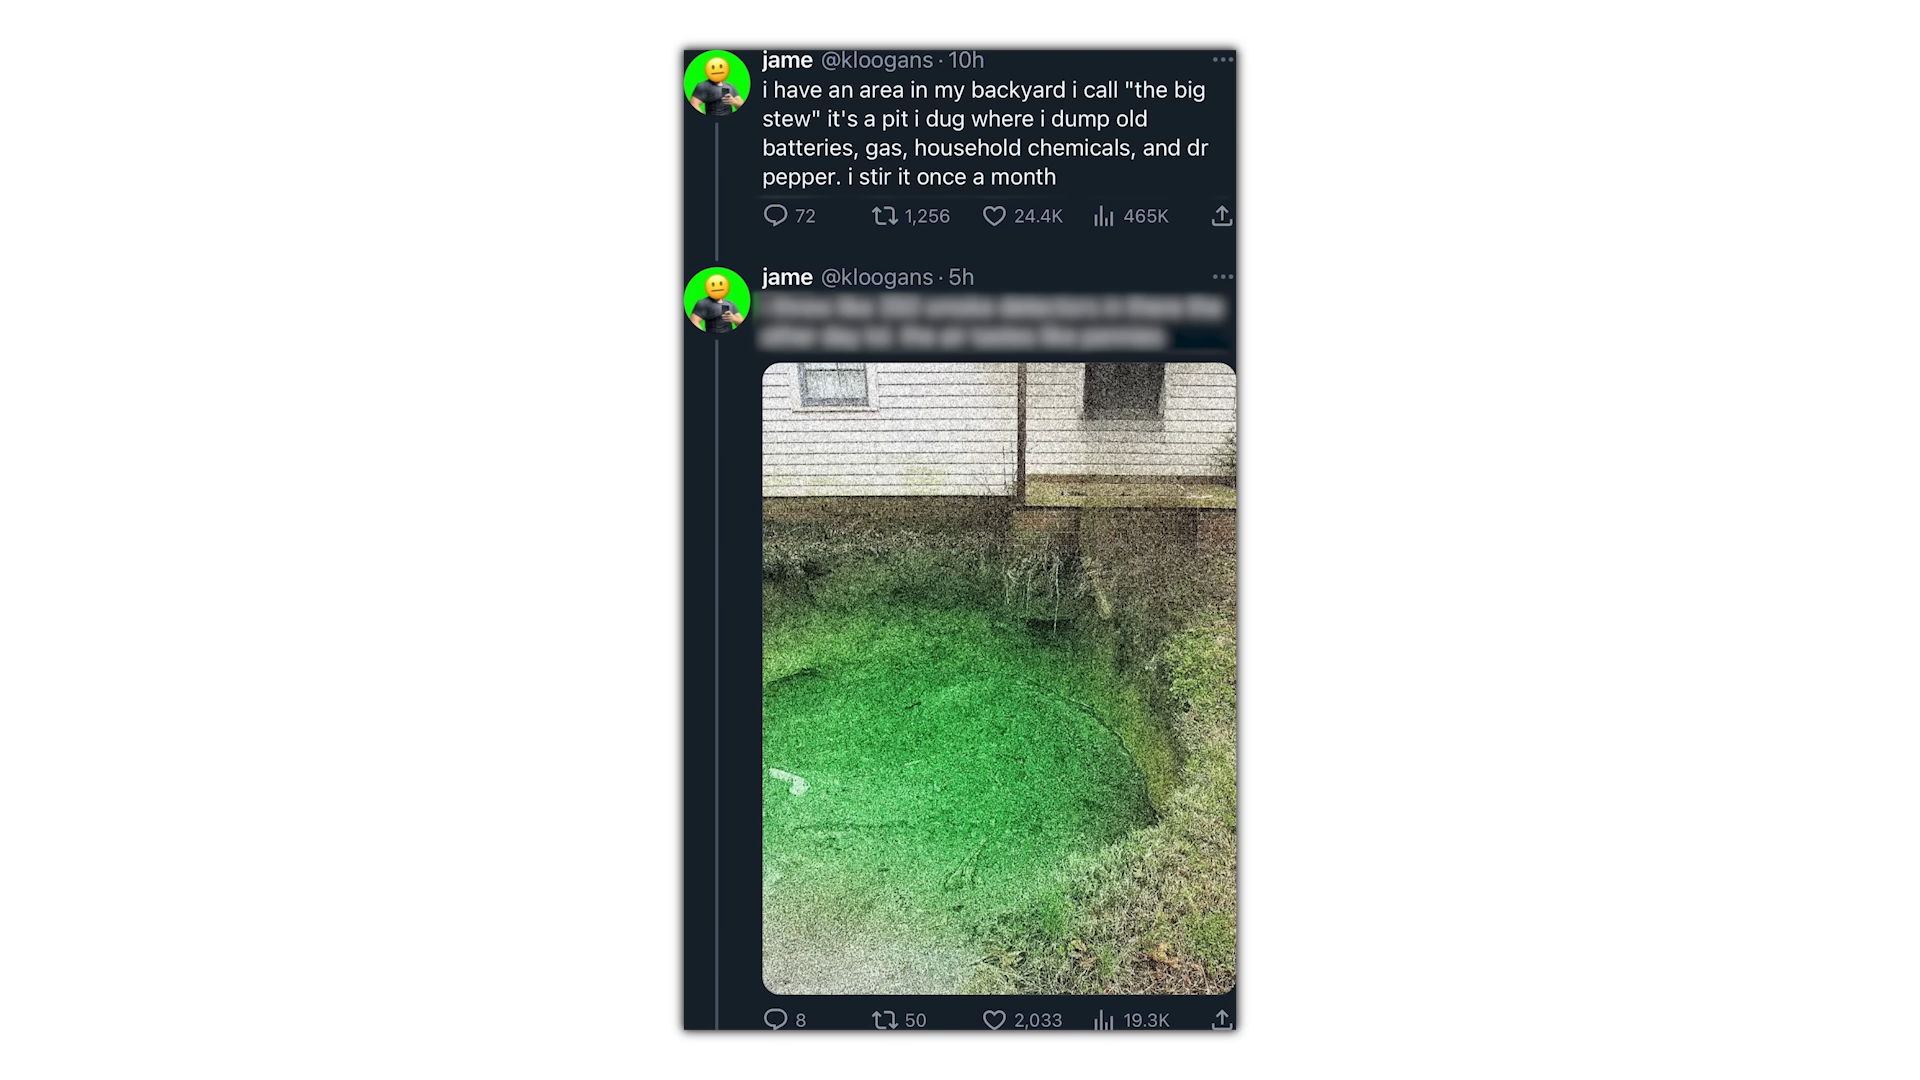 jame @kloogans · 10h
i have an area in my backyard i call "the big
stew" it's a pit i dug where i dump old
batteries, gas, household chemicals, and dr
pepper. i stir it once a month
72 1,256 24.4K 465K
jame @kloogans · 5h
8 50 2,033 19.3K